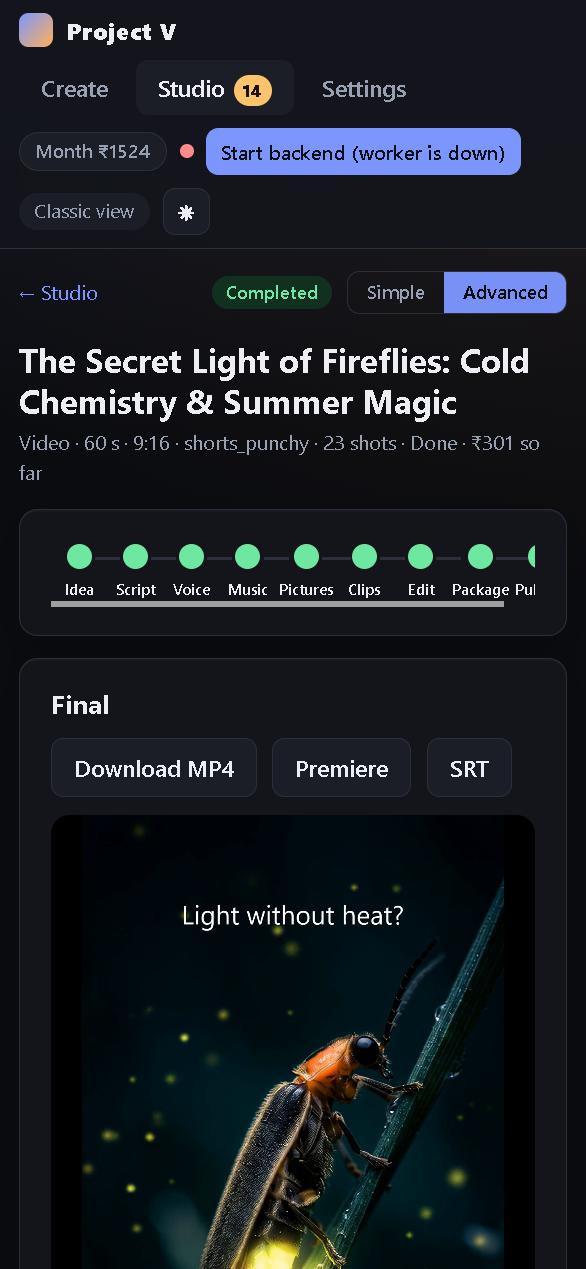 Project V
Create Studio 14 Settings
Month ₹1524 Start backend (worker is down)
Classic view
← Studio Completed Simple Advanced
The Secret Light of Fireflies: Cold
Chemistry & Summer Magic
Video · 60 s · 9:16 · shorts_punchy · 23 shots · Done · ₹301 so
far
Idea Script Voice Music Pictures Clips Edit Package Pul
Final
Download MP4 Premiere SRT
Light without heat?